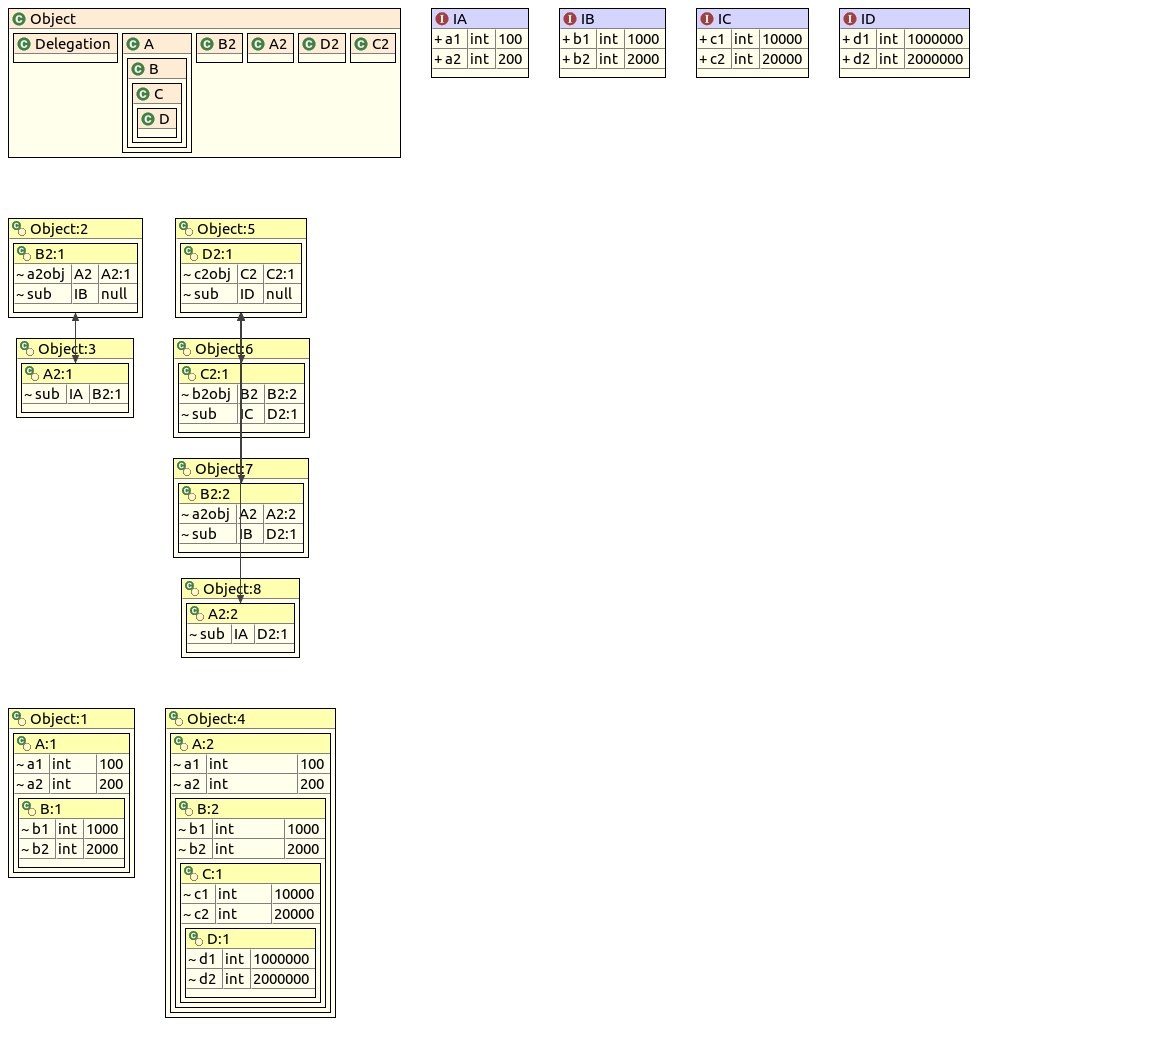 Object
Delegation A B2 A2 D2 C2
B
C
D
IA
+ a1 int 100
+ a2 int 200
IB
+ b1 int 1000
+ b2 int 2000
IC
+ c1 int 10000
+ c2 int 20000
ID
+ d1 int 1000000
+ d2 int 2000000
Object:2
B2:1
~ a2obj A2 A2:1
~ sub IB null
Object:3
A2:1
~ sub IA B2:1
Object:5
D2:1
~ c2obj C2 C2:1
~ sub ID null
Object:6
C2:1
~ b2obj B2 B2:2
~ sub IC D2:1
Object:7
B2:2
~ a2obj A2 A2:2
~ sub IB D2:1
Object:8
A2:2
~ sub IA D2:1
Object:1
A:1
~ a1 int 100
~ a2 int 200
B:1
~ b1 int 1000
~ b2 int 2000
Object:4
A:2
~ a1 int 100
~ a2 int 200
B:2
~ b1 int 1000
~ b2 int 2000
C:1
~ c1 int 10000
~ c2 int 20000
D:1
~ d1 int 1000000
~ d2 int 2000000